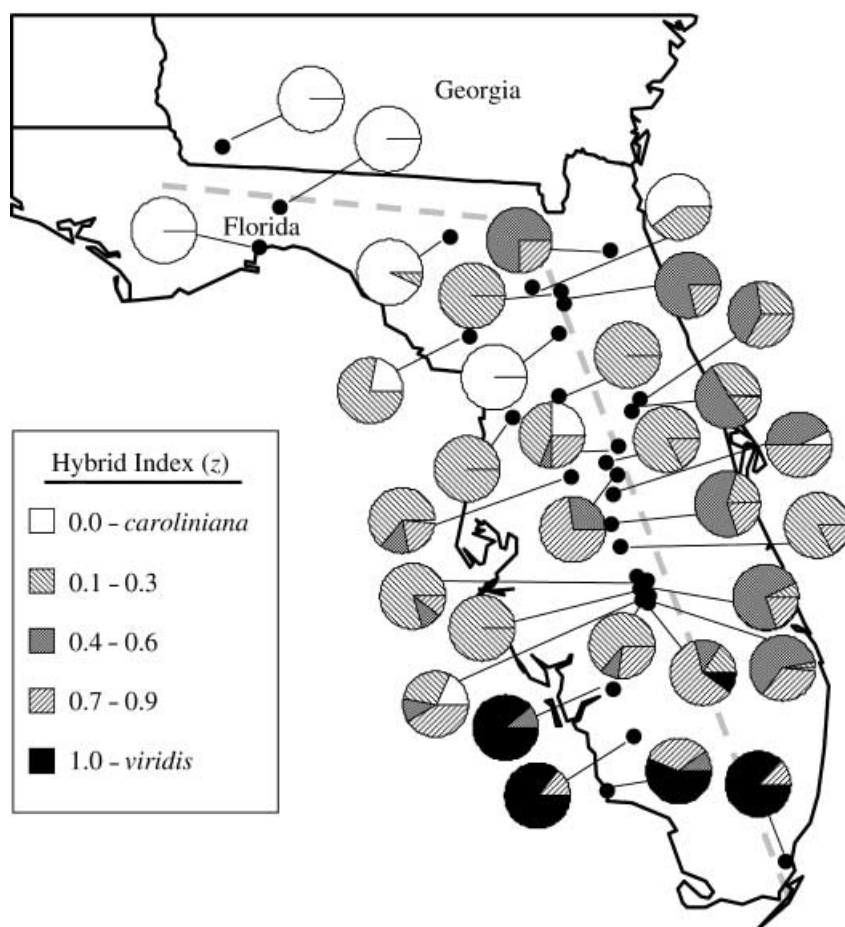 Georgia
Florida
Hybrid Index (z)
0.0 – caroliniana
0.1 – 0.3
0.4 – 0.6
0.7 – 0.9
1.0 – viridis